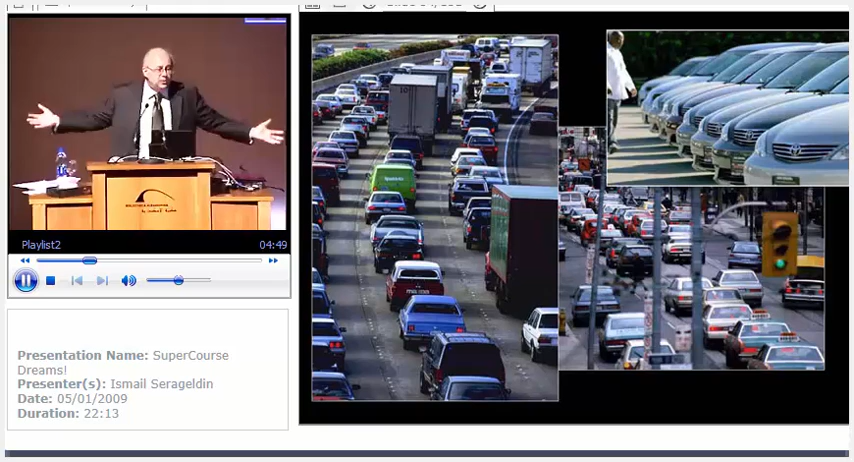 Playlist2
04:49
Presentation Name: SuperCourse
Dreams!
Presenter(s): Ismail Serageldin
Date: 05/01/2009
Duration: 22:13